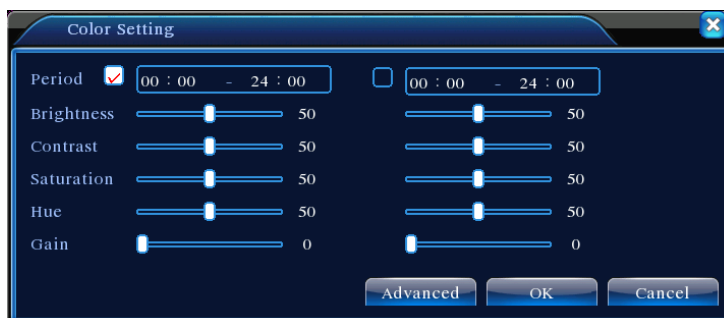 Color Setting
Period 00 : 00 - 24 : 00 00 : 00 - 24 : 00
Brightness 50 50
Contrast 50 50
Saturation 50 50
Hue 50 50
Gain 0 0
Advanced OK Cancel